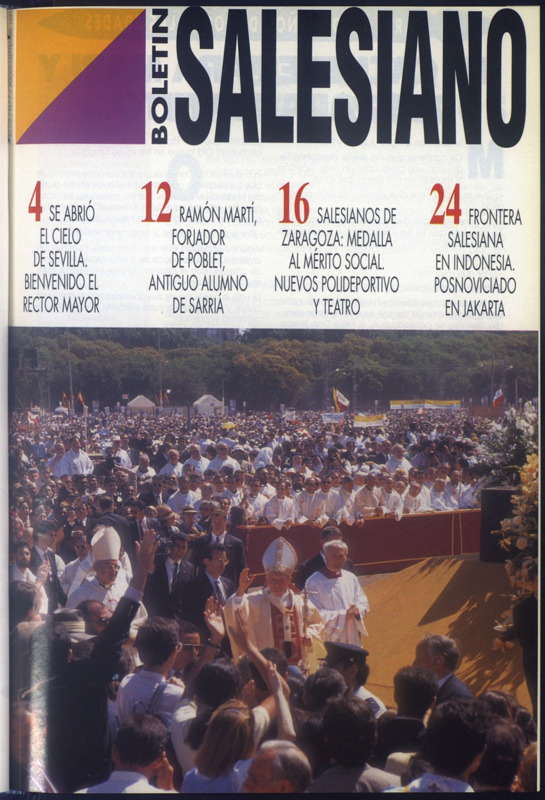 BOLETIN
SALESIANO
4 SE ABRIÓ
EL CIELO
DE SEVILLA.
BIENVENIDO EL
RECTOR MAYOR
12 RAMÓN MARTÍ,
FORJADOR
DE POBLET,
ANTIGUO ALUMNO
DE SARRIÁ
16 SALESIANOS DE
ZARAGOZA: MEDALLA
AL MÉRITO SOCIAL.
NUEVOS POLIDEPORTIVO
Y TEATRO
24 FRONTERA
SALESIANA
EN INDONESIA.
POSNOVICIADO
EN JAKARTA